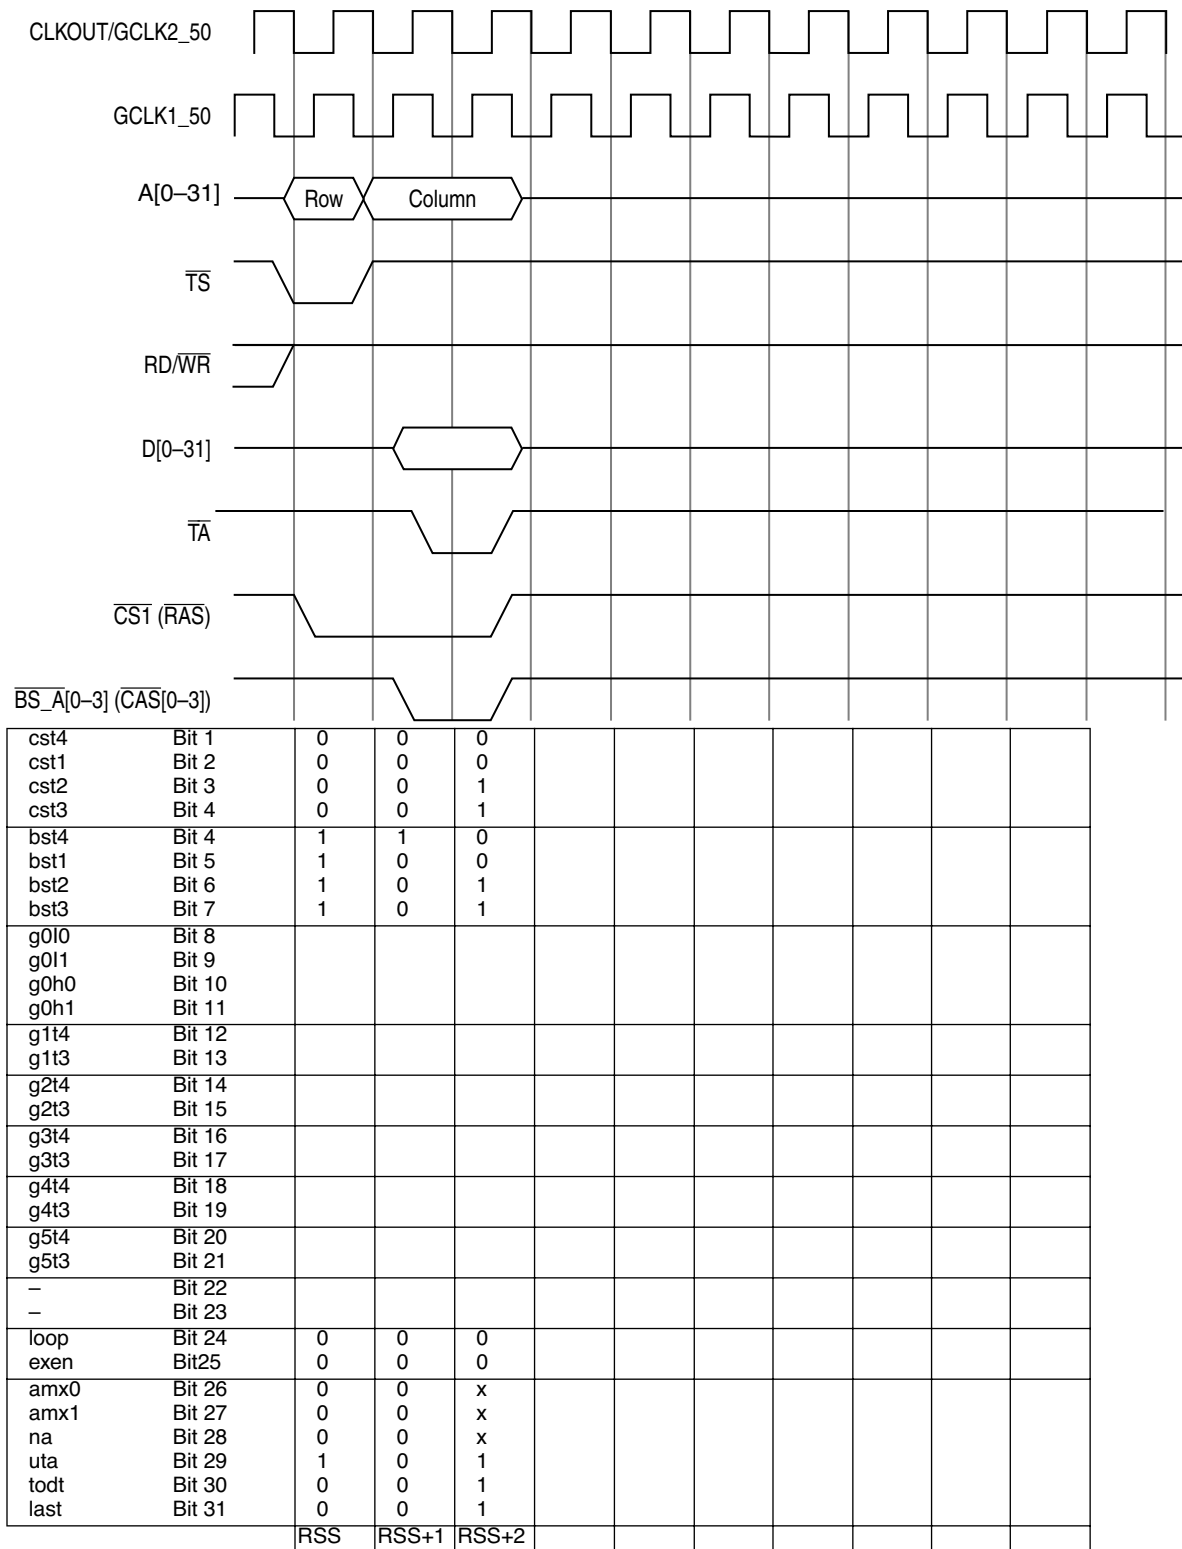 CLKOUT/GCLK2_50
GCLK1_50
A[0–31]
Row
Column
TS
RD/WR
D[0–31]
TA
CS1 (RAS)
BS_A[0–3] (CAS[0–3])
cst4 Bit 1 0 0 0
cst1 Bit 2 0 0 0
cst2 Bit 3 0 0 1
cst3 Bit 4 0 0 1
bst4 Bit 4 1 1 0
bst1 Bit 5 1 0 0
bst2 Bit 6 1 0 1
bst3 Bit 7 1 0 1
g0l0 Bit 8
g0l1 Bit 9
g0h0 Bit 10
g0h1 Bit 11
g1t4 Bit 12
g1t3 Bit 13
g2t4 Bit 14
g2t3 Bit 15
g3t4 Bit 16
g3t3 Bit 17
g4t4 Bit 18
g4t3 Bit 19
g5t4 Bit 20
g5t3 Bit 21
– Bit 22
– Bit 23
loop Bit 24 0 0 0
exen Bit25 0 0 0
amx0 Bit 26 0 0 x
amx1 Bit 27 0 0 x
na Bit 28 0 0 x
uta Bit 29 1 0 1
todt Bit 30 0 0 1
last Bit 31 0 0 1
RSS RSS+1 RSS+2